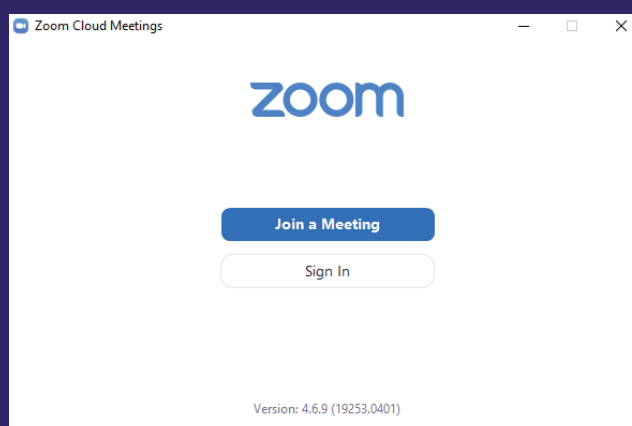 Zoom Cloud Meetings
zoom
Join a Meeting
Sign In
Version: 4.6.9 (19253.0401)